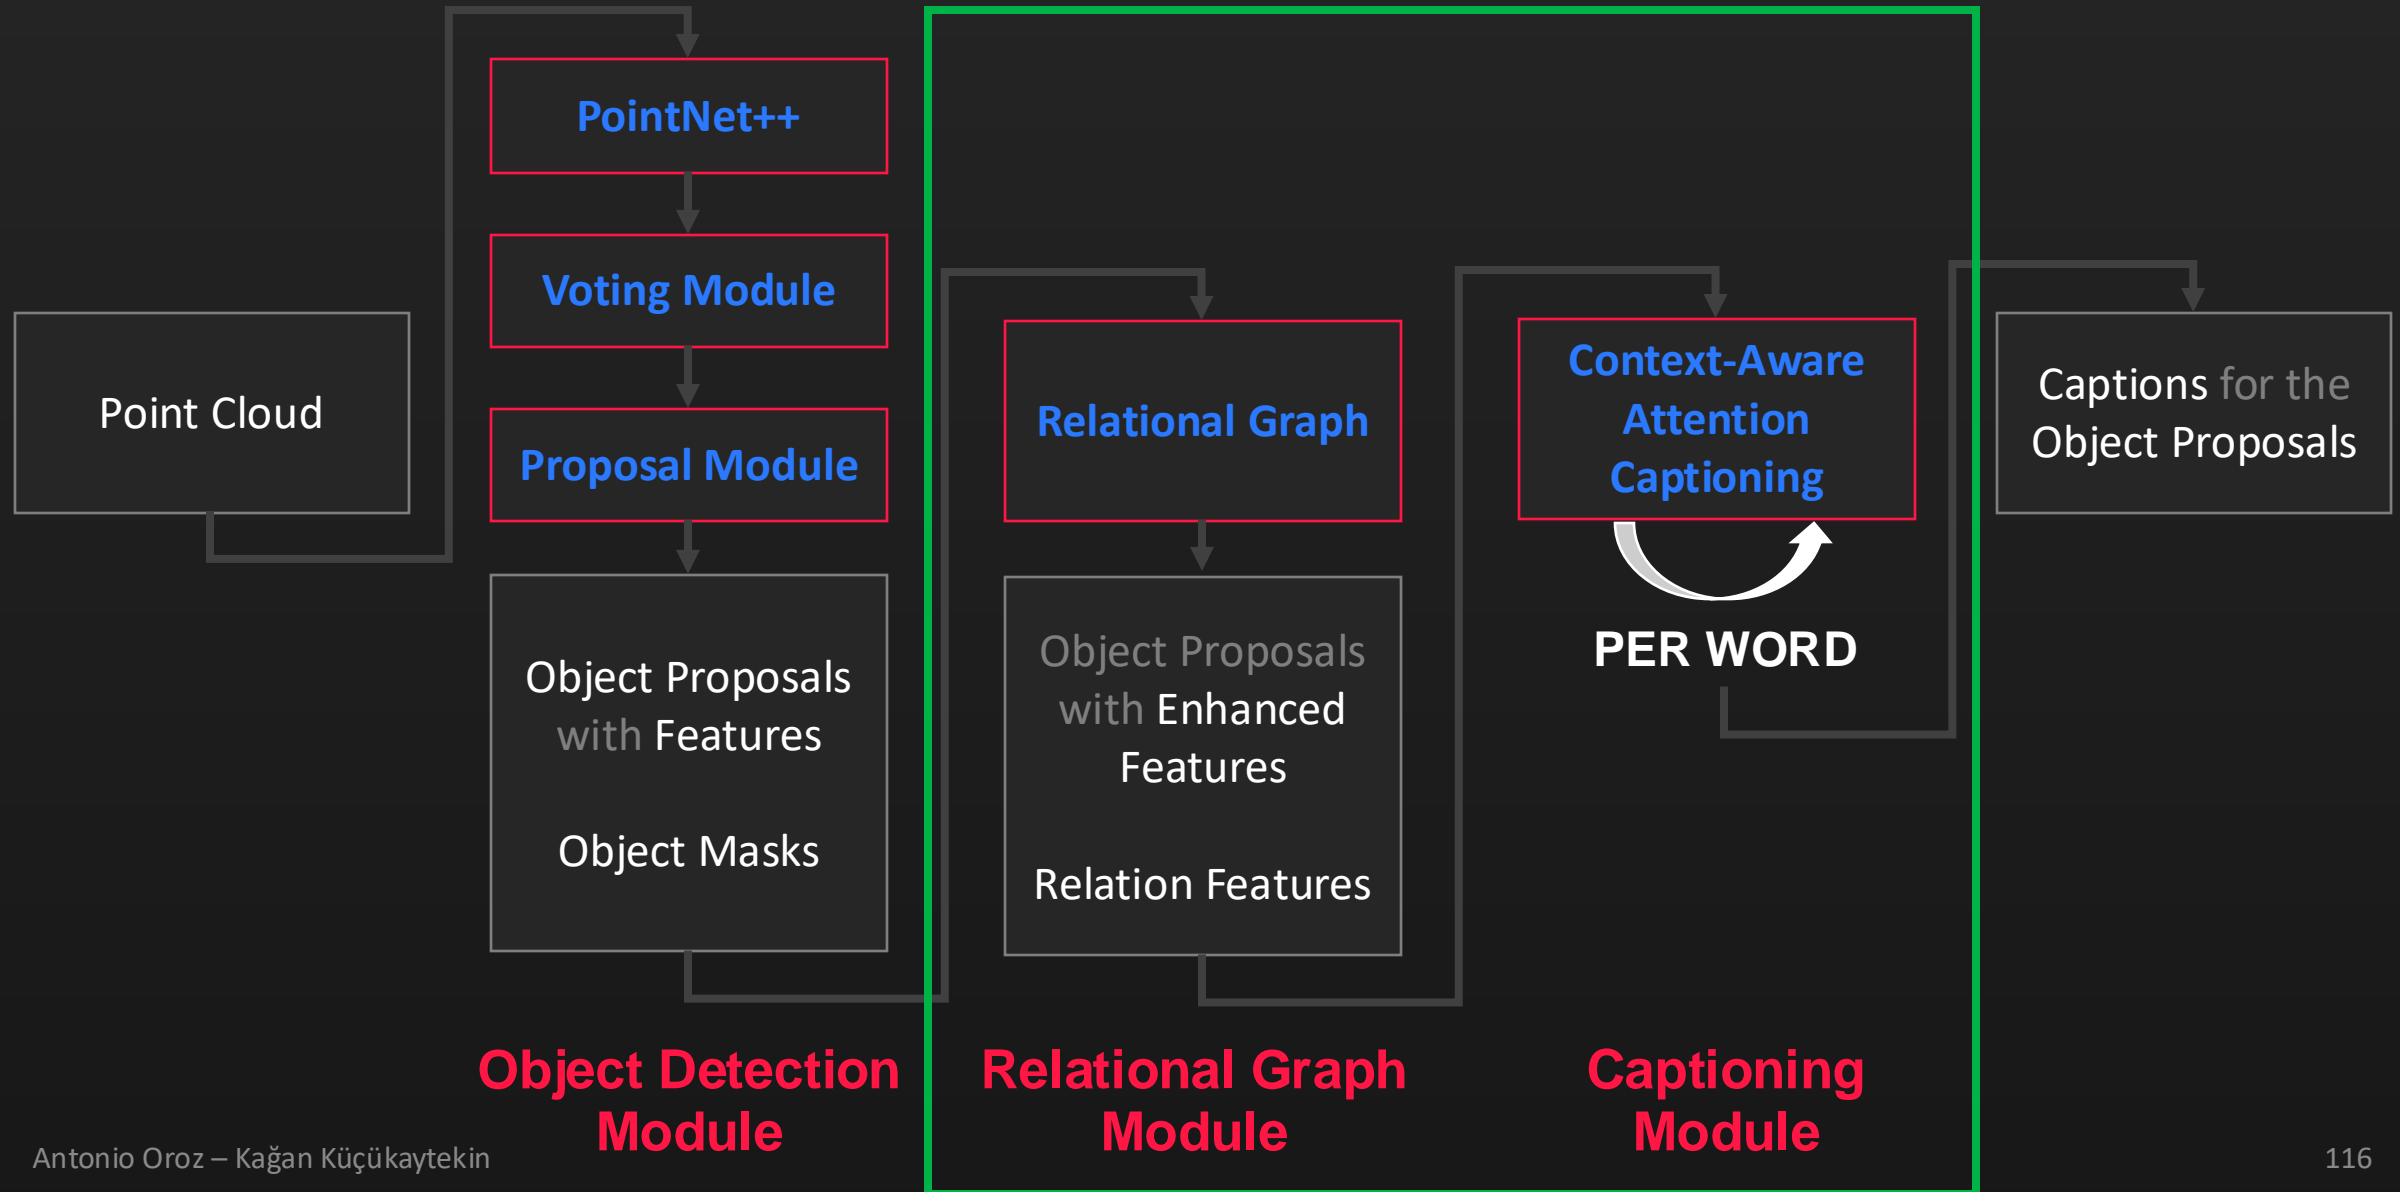 Point Cloud
PointNet++
Voting Module
Proposal Module
Object Proposals
with Features
Object Masks
Object Detection
Module
Relational Graph
Object Proposals
with Enhanced
Features
Relation Features
Relational Graph
Module
Context-Aware
Attention
Captioning
PER WORD
Captioning
Module
Captions for the
Object Proposals
Antonio Oroz – Kağan Küçükaytekin
116